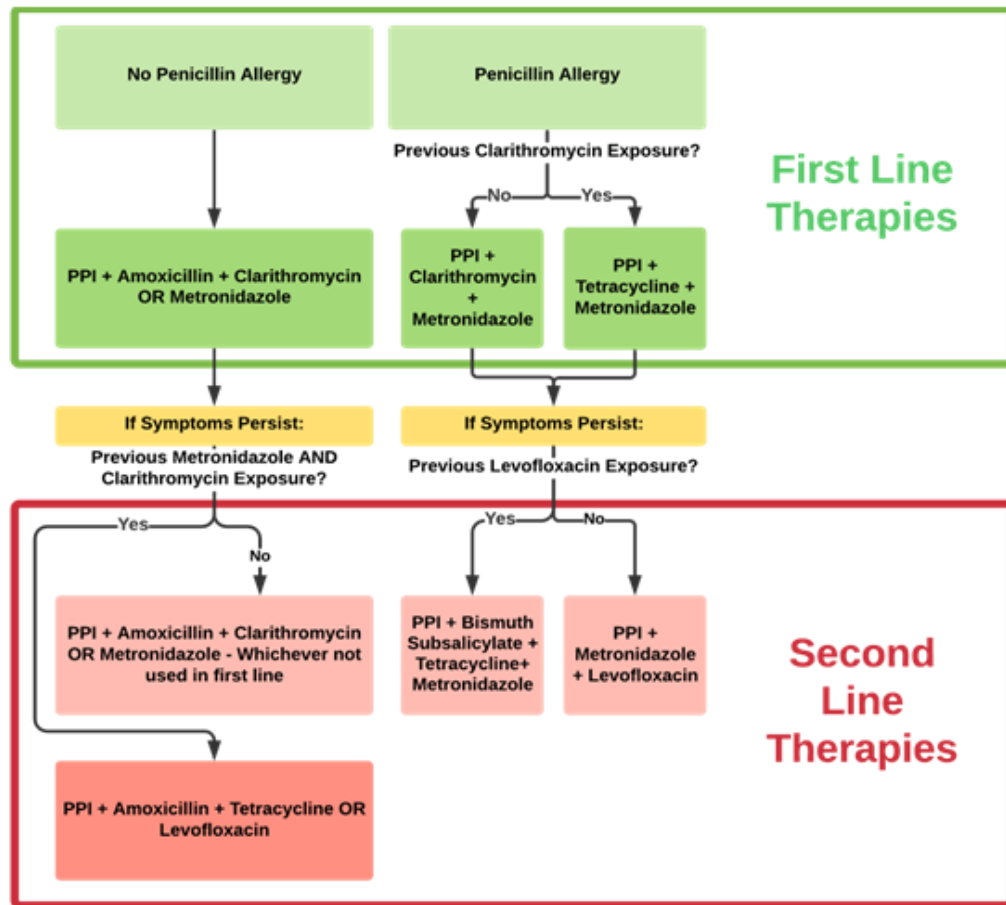 No Penicillin Allergy
Penicillin Allergy
Previous Clarithromycin Exposure?
No
Yes
First Line
Therapies
PPI + Amoxicillin + Clarithromycin
OR Metronidazole
PPI +
Clarithromycin
+
Metronidazole
PPI +
Tetracycline +
Metronidazole
If Symptoms Persist:
Previous Metronidazole AND
Clarithromycin Exposure?
If Symptoms Persist:
Previous Levofloxacin Exposure?
Yes
No
Yes
No
PPI + Amoxicillin + Clarithromycin
OR Metronidazole - Whichever not
used in first line
PPI + Bismuth
Subsalicylate +
Tetracycline+
Metronidazole
PPI +
Metronidazole
+ Levofloxacin
Second
Line
Therapies
PPI + Amoxicillin + Tetracycline OR
Levofloxacin